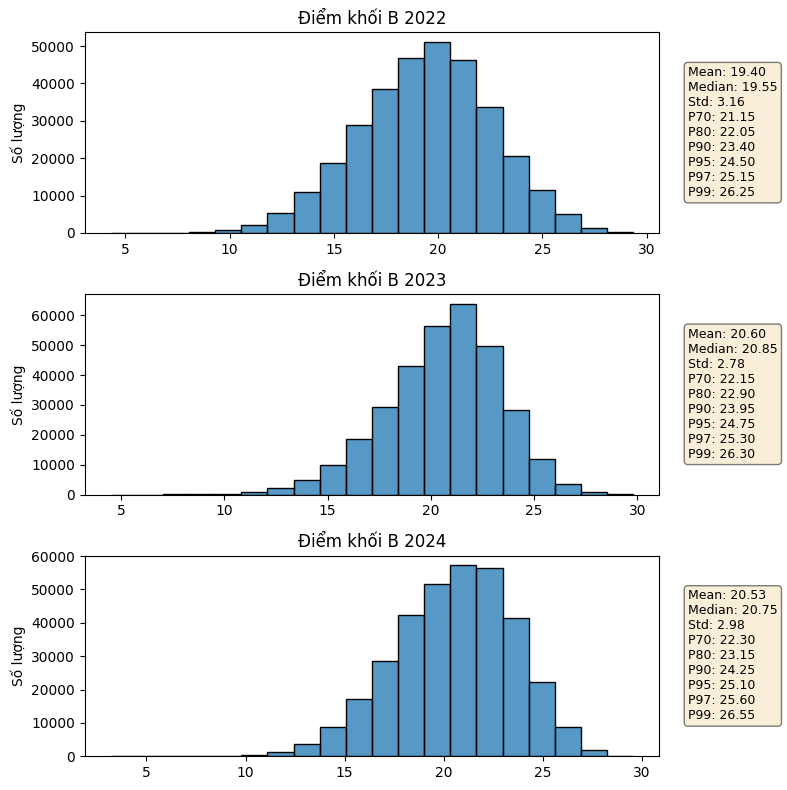 Điểm khối B 2022
Số lượng
50000
40000
30000
20000
10000
0
5
10
15
20
25
30
Mean: 19.40
Median: 19.55
Std: 3.16
P70: 21.15
P80: 22.05
P90: 23.40
P95: 24.50
P97: 25.15
P99: 26.25
Điểm khối B 2023
Số lượng
60000
50000
40000
30000
20000
10000
0
5
10
15
20
25
30
Mean: 20.60
Median: 20.85
Std: 2.78
P70: 22.15
P80: 22.90
P90: 23.95
P95: 24.75
P97: 25.30
P99: 26.30
Điểm khối B 2024
Số lượng
60000
50000
40000
30000
20000
10000
0
5
10
15
20
25
30
Mean: 20.53
Median: 20.75
Std: 2.98
P70: 22.30
P80: 23.15
P90: 24.25
P95: 25.10
P97: 25.60
P99: 26.55